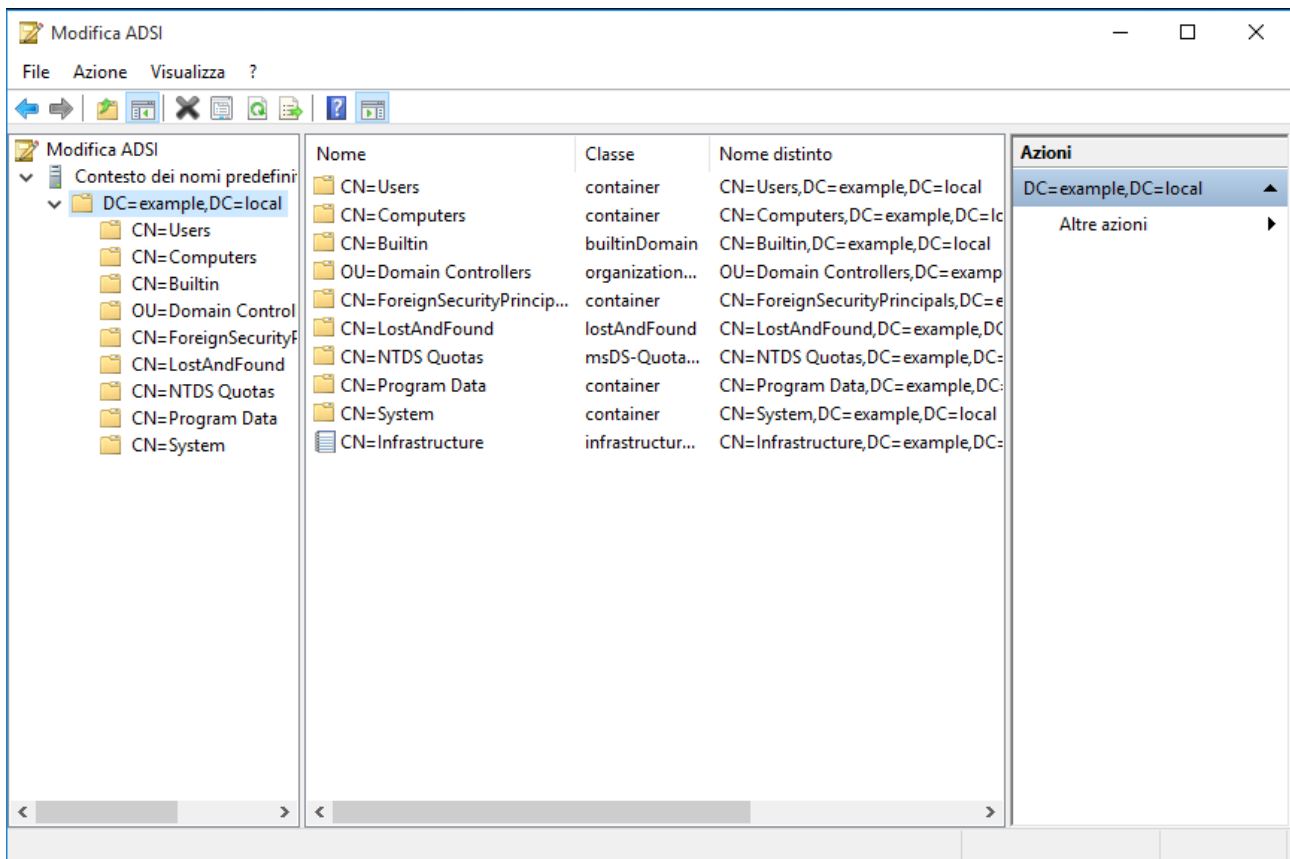 Modifica ADSI
File Azione Visualizza ?
Modifica ADSI
Contesto dei nomi predefinit
DC=example,DC=local
CN=Users
CN=Computers
CN=Builtin
OU=Domain Control
CN=ForeignSecurityP
CN=LostAndFound
CN=NTDS Quotas
CN=Program Data
CN=System
Nome Classe Nome distinto
CN=Users container CN=Users,DC=example,DC=local
CN=Computers container CN=Computers,DC=example,DC=lc
CN=Builtin builtinDomain CN=Builtin,DC=example,DC=local
OU=Domain Controllers organization... OU=Domain Controllers,DC=examp
CN=ForeignSecurityPrincip... container CN=ForeignSecurityPrincipals,DC=e
CN=LostAndFound lostAndFound CN=LostAndFound,DC=example,DC
CN=NTDS Quotas msDS-Quota... CN=NTDS Quotas,DC=example,DC=
CN=Program Data container CN=Program Data,DC=example,DC=
CN=System container CN=System,DC=example,DC=local
CN=Infrastructure infrastructur... CN=Infrastructure,DC=example,DC=
Azioni
DC=example,DC=local
Altre azioni